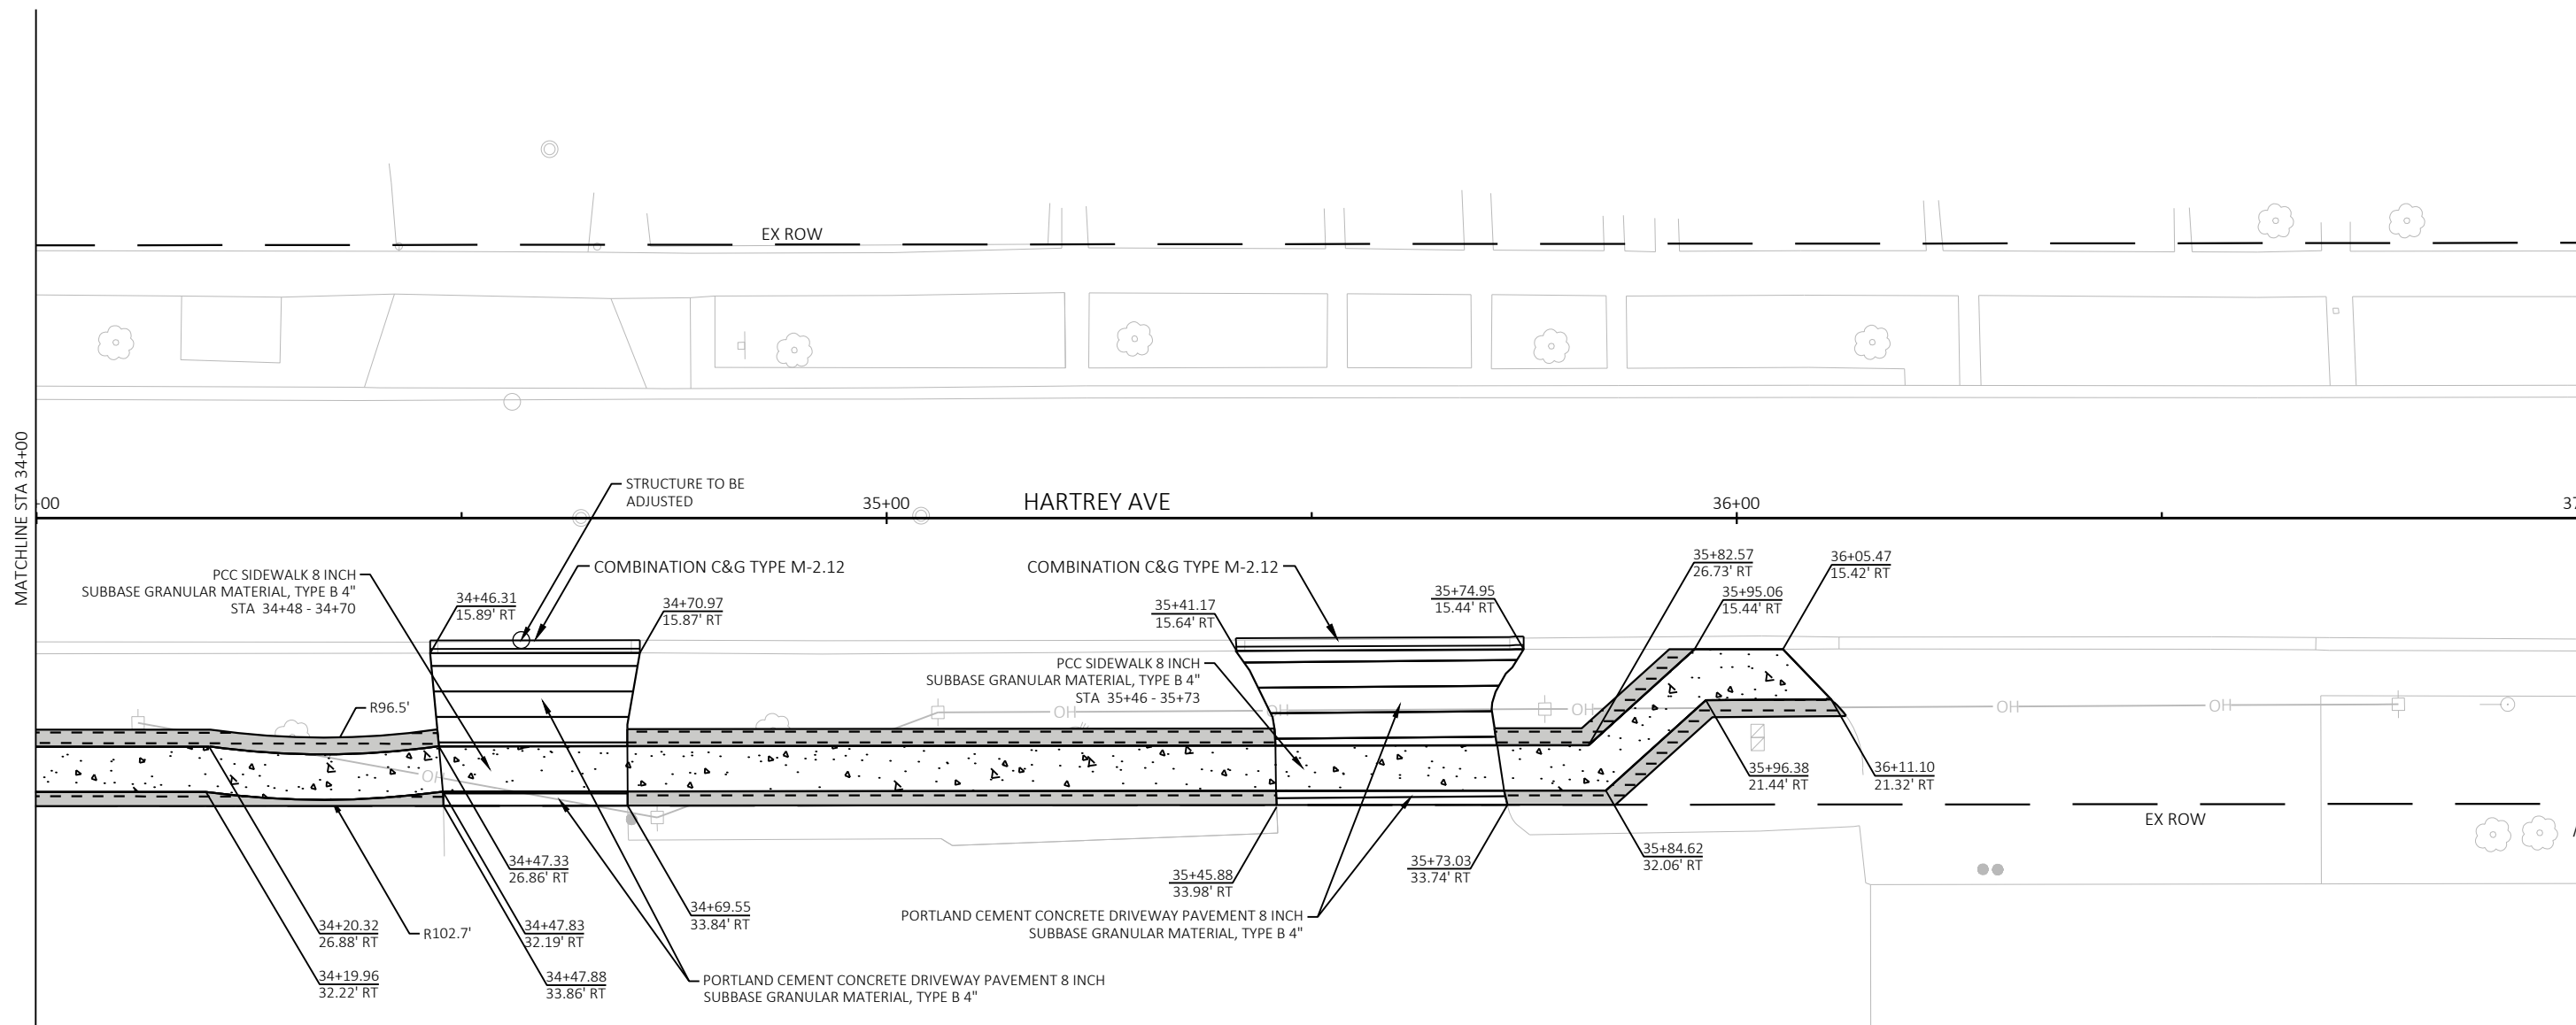 EX ROW
MATCHLINE STA 34+00
+00
35+00
HARTREY AVE
36+00
37
STRUCTURE TO BE
ADJUSTED
COMBINATION C&G TYPE M-2.12
COMBINATION C&G TYPE M-2.12
PCC SIDEWALK 8 INCH
SUBBASE GRANULAR MATERIAL, TYPE B 4"
STA 34+48 - 34+70
34+46.31
15.89' RT
34+70.97
15.87' RT
35+41.17
15.64' RT
35+74.95
15.44' RT
35+82.57
26.73' RT
35+95.06
15.44' RT
36+05.47
15.42' RT
PCC SIDEWALK 8 INCH
SUBBASE GRANULAR MATERIAL, TYPE B 4"
STA 35+46 - 35+73
R96.5'
OH
OH
OH
OH
OH
OH
35+96.38
21.44' RT
36+11.10
21.32' RT
EX ROW
34+47.33
26.86' RT
35+45.88
33.98' RT
35+73.03
33.74' RT
35+84.62
32.06' RT
34+69.55
33.84' RT
34+20.32
26.88' RT
R102.7'
34+47.83
32.19' RT
PORTLAND CEMENT CONCRETE DRIVEWAY PAVEMENT 8 INCH
SUBBASE GRANULAR MATERIAL, TYPE B 4"
34+19.96
32.22' RT
34+47.88
33.86' RT
PORTLAND CEMENT CONCRETE DRIVEWAY PAVEMENT 8 INCH
SUBBASE GRANULAR MATERIAL, TYPE B 4"